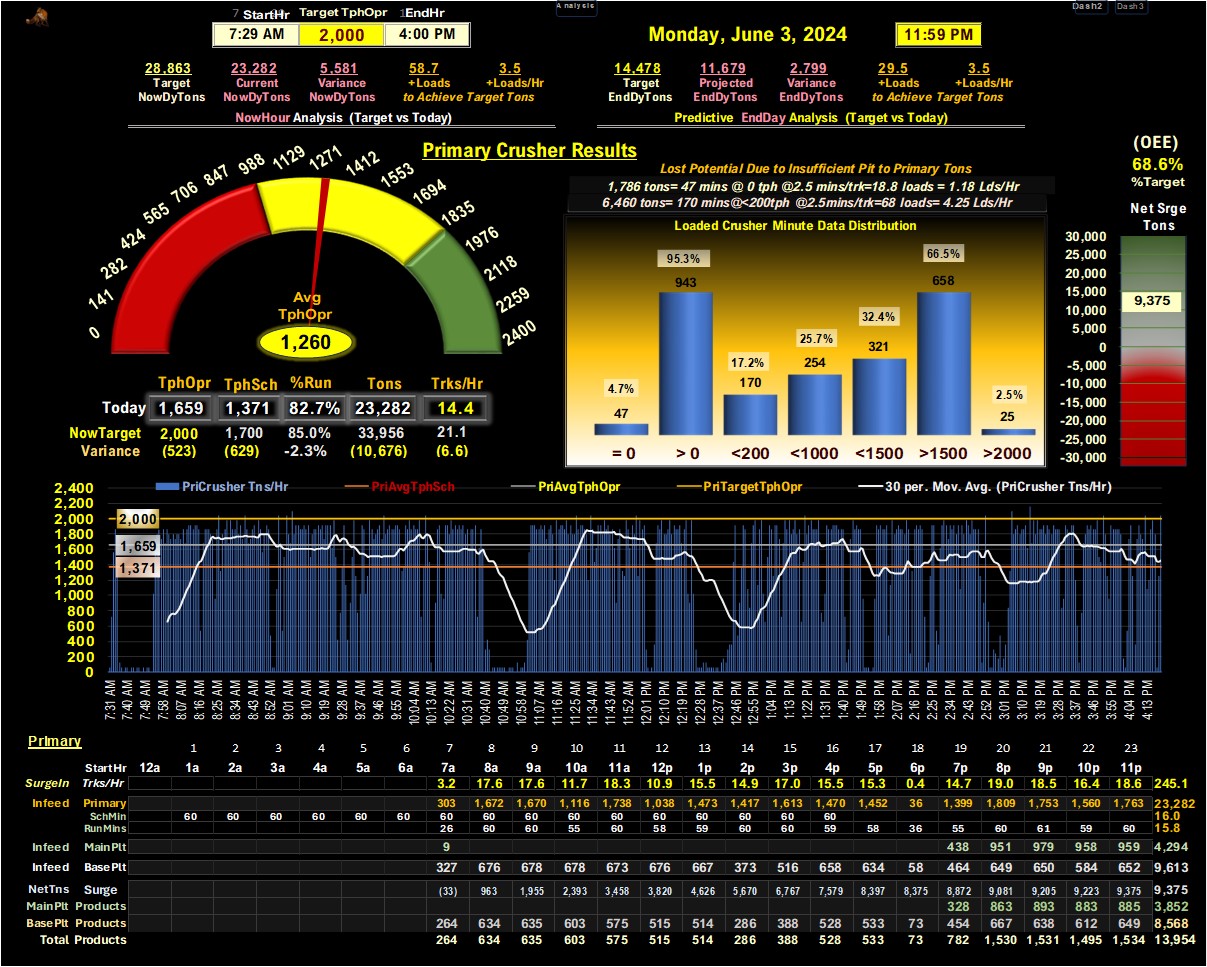 Analysis
Dash2 Dash3
7 StartHr Target TphOpr 1EndHr
7:29 AM 2,000 4:00 PM
Monday, June 3, 2024 11:59 PM
28,863 23,282 5,581 58.7 3.5
Target Current Variance +Loads +Loads/Hr
NowDyTons NowDyTons NowDyTons to Achieve Target Tons
NowHour Analysis (Target vs Today)
14,478 11,679 2,799 29.5 3.5
Target Projected Variance +Loads +Loads/Hr
EndDyTons EndDyTons EndDyTons to Achieve Target Tons
Predictive EndDay Analysis (Target vs Today)
Primary Crusher Results
0 141 282 424 565 706 847 988 1129 1271 1412 1553 1694 1835 1976 2118 2259 2400
Avg
TphOpr
1,260
TphOpr TphSch %Run Tons Trks/Hr
Today 1,659 1,371 82.7% 23,282 14.4
NowTarget 2,000 1,700 85.0% 33,956 21.1
Variance (523) (629) -2.3% (10,676) (6.6)
Lost Potential Due to Insufficient Pit to Primary Tons
1,786 tons= 47 mins @ 0 tph @2.5 mins/trk=18.8 loads = 1.18 Lds/Hr
6,460 tons= 170 mins@<200tph @2.5mins/trk=68 loads= 4.25 Lds/Hr
Loaded Crusher Minute Data Distribution
4.7% 95.3% 17.2% 25.7% 32.4% 66.5% 2.5%
47 943 170 254 321 658 25
= 0 > 0 <200 <1000 <1500 >1500 >2000
(OEE)
68.6%
%Target
Net Srge
Tons
30,000
25,000
20,000
15,000
9,375
10,000
5,000
0
-5,000
-10,000
-15,000
-20,000
-25,000
-30,000
PriCrusher Tns/Hr PriAvgTphSch PriAvgTphOpr PriTargetTphOpr 30 per. Mov. Avg. (PriCrusher Tns/Hr)
2,400
2,200
2,000 2,000
1,800
1,600 1,659
1,400 1,371
1,200
1,000
800
600
400
200
0
7:31 AM 7:40 AM 7:49 AM 7:58 AM 8:07 AM 8:16 AM 8:25 AM 8:34 AM 8:43 AM 8:52 AM 9:01 AM 9:10 AM 9:19 AM 9:28 AM 9:37 AM 9:46 AM 9:55 AM 10:04 AM 10:13 AM 10:22 AM 10:31 AM 10:40 AM 10:49 AM 10:58 AM 11:07 AM 11:16 AM 11:25 AM 11:34 AM 11:43 AM 11:52 AM 12:01 PM 12:10 PM 12:19 PM 12:28 PM 12:37 PM 12:46 PM 12:55 PM 1:04 PM 1:13 PM 1:22 PM 1:31 PM 1:40 PM 1:49 PM 1:58 PM 2:07 PM 2:16 PM 2:25 PM 2:34 PM 2:43 PM 2:52 PM 3:01 PM 3:10 PM 3:19 PM 3:28 PM 3:37 PM 3:46 PM 3:55 PM 4:04 PM 4:13 PM
Primary
1 2 3 4 5 6 7 8 9 10 11 12 13 14 15 16 17 18 19 20 21 22 23
StartHr 12a 1a 2a 3a 4a 5a 6a 7a 8a 9a 10a 11a 12p 1p 2p 3p 4p 5p 6p 7p 8p 9p 10p 11p
SurgeIn Trks/Hr 3.2 17.6 17.6 11.7 18.3 10.9 15.5 14.9 17.0 15.5 15.3 0.4 14.7 19.0 18.5 16.4 18.6 245.1
Infeed Primary 303 1,672 1,670 1,116 1,738 1,038 1,473 1,417 1,613 1,470 1,452 36 1,399 1,809 1,753 1,560 1,763 23,282
SchMin 60 60 60 60 60 60 60 60 60 60 60 60 60 60 60 60 16.0
RunMins 26 60 60 55 60 58 59 60 60 59 58 36 55 60 61 59 60 15.8
Infeed MainPlt 9 438 951 979 958 959 4,294
Infeed BasePlt 327 676 678 678 673 676 667 373 516 658 634 58 464 649 650 584 652 9,613
NetTns Surge (33) 963 1,955 2,393 3,458 3,820 4,626 5,670 6,767 7,579 8,397 8,375 8,872 9,081 9,205 9,223 9,375 9,375
MainPlt Products 328 863 893 883 885 3,852
BasePlt Products 264 634 635 603 575 515 514 286 388 528 533 73 454 667 638 612 649 8,568
Total Products 264 634 635 603 575 515 514 286 388 528 533 73 782 1,530 1,531 1,495 1,534 13,954